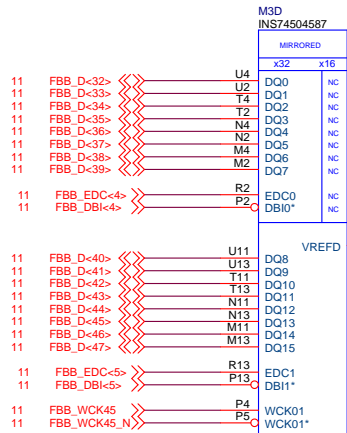 M3D
INS74504587
MIRRORED
x32 x16
11 FBB_D<32> U4 DQ0 NC
11 FBB_D<33> U2 DQ1 NC
11 FBB_D<34> T4 DQ2 NC
11 FBB_D<35> T2 DQ3 NC
11 FBB_D<36> N4 DQ4 NC
11 FBB_D<37> N2 DQ5 NC
11 FBB_D<38> M4 DQ6 NC
11 FBB_D<39> M2 DQ7 NC
11 FBB_EDC<4> R2 EDC0 NC
11 FBB_DBI<4> P2 DBI0* NC
VREFD
11 FBB_D<40> U11 DQ8
11 FBB_D<41> U13 DQ9
11 FBB_D<42> T11 DQ10
11 FBB_D<43> T13 DQ11
11 FBB_D<44> N11 DQ12
11 FBB_D<45> N13 DQ13
11 FBB_D<46> M11 DQ14
11 FBB_D<47> M13 DQ15
11 FBB_EDC<5> R13 EDC1
11 FBB_DBI<5> P13 DBI1*
11 FBB_WCK45 P4 WCK01
11 FBB_WCK45_N P5 WCK01*